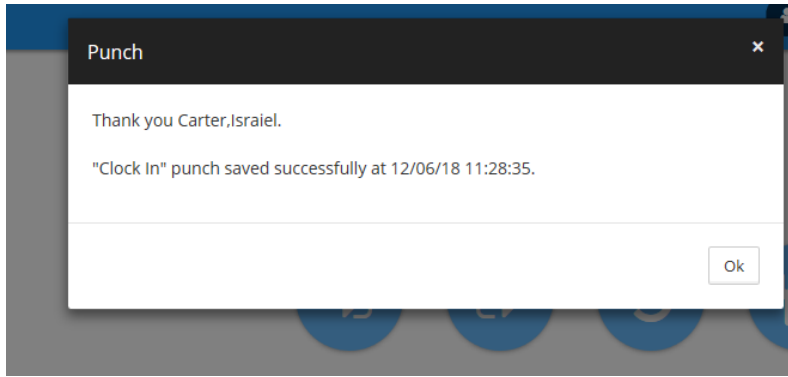 Punch
×
Thank you Carter,Israiel.
"Clock In" punch saved successfully at 12/06/18 11:28:35.
Ok